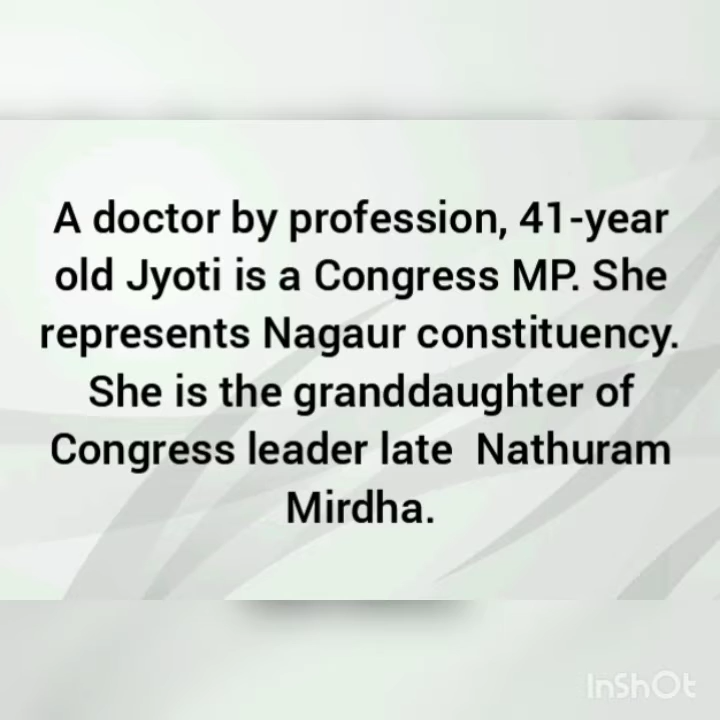 A doctor by profession, 41-year
old Jyoti is a Congress MP. She
represents Nagaur constituency.
She is the granddaughter of
Congress leader late  Nathuram
Mirdha.
InShOt